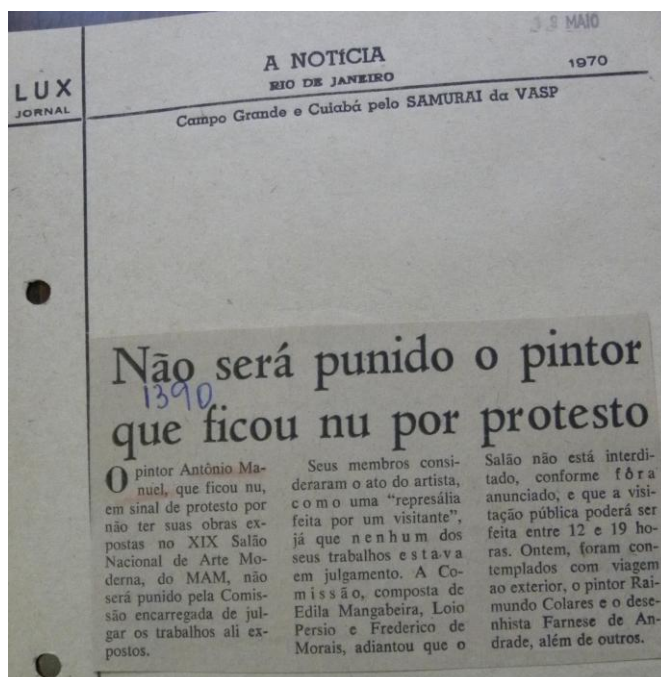 MAIO
LUX
JORNAL
A NOTÍCIA
RIO DE JANEIRO
1970
Campo Grande e Cuiabá pelo SAMURAI da VASP
Não será punido o pintor
1390
que ficou nu por protesto
O pintor Antônio Ma-
nuel, que ficou nu,
em sinal de protesto por
não ter suas obras ex-
postas no XIX Salão
Nacional de Arte Mo-
derna, do MAM, não
será punido pela Comis-
são encarregada de jul-
gar os trabalhos ali ex-
postos.
Seus membros consi-
deraram o ato do artista,
como uma "represália
feita por um visitante",
já que nenhum dos
seus trabalhos estava
em julgamento. A Co-
missão, composta de
Edila Mangabeira, Loio
Persio e Frederico de
Morais, adiantou que o
Salão não está interdi-
tado, conforme fôra
anunciado, e que a visi-
tação pública poderá ser
feita entre 12 e 19 ho-
ras. Ontem, foram con-
templados com viagem
ao exterior, o pintor Rai-
mundo Colares e o dese-
nhista Farnese de An-
drade, além de outros.